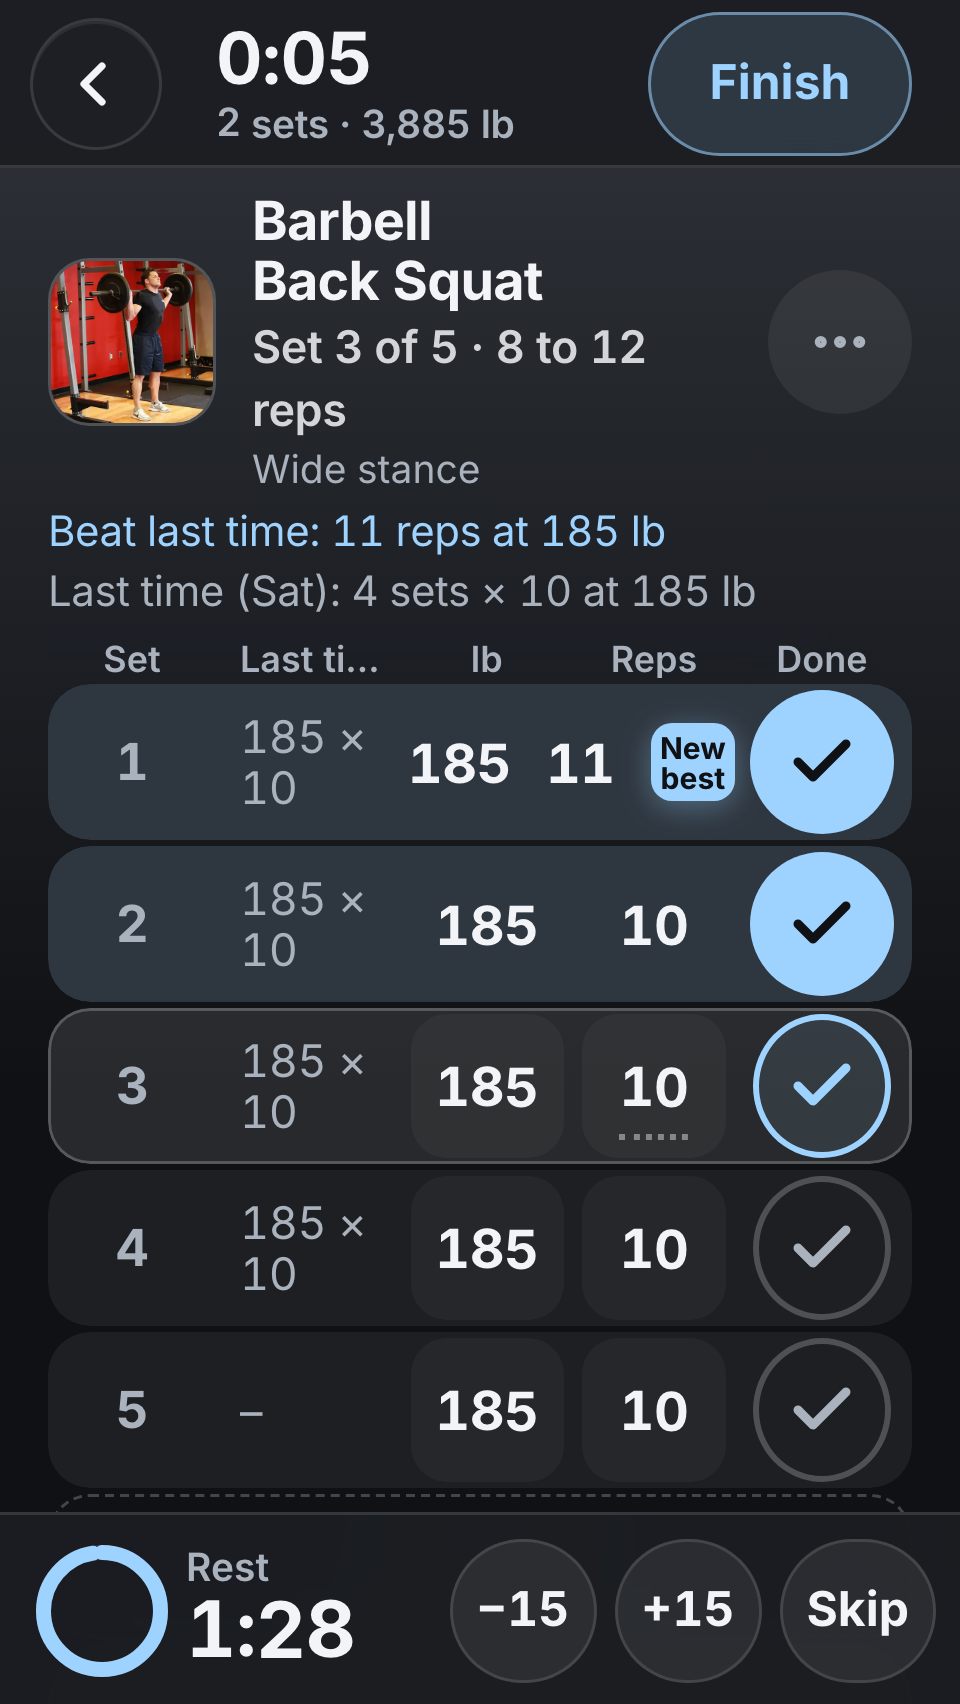 0:05
2 sets · 3,885 lb
Finish
Barbell
Back Squat
Set 3 of 5 · 8 to 12
reps
Wide stance
Beat last time: 11 reps at 185 lb
Last time (Sat): 4 sets × 10 at 185 lb
Set Last ti... lb Reps Done
1 185 × 10 185 11 New best
2 185 × 10 185 10
3 185 × 10 185 10
4 185 × 10 185 10
5 – 185 10
Rest
1:28
−15 +15 Skip